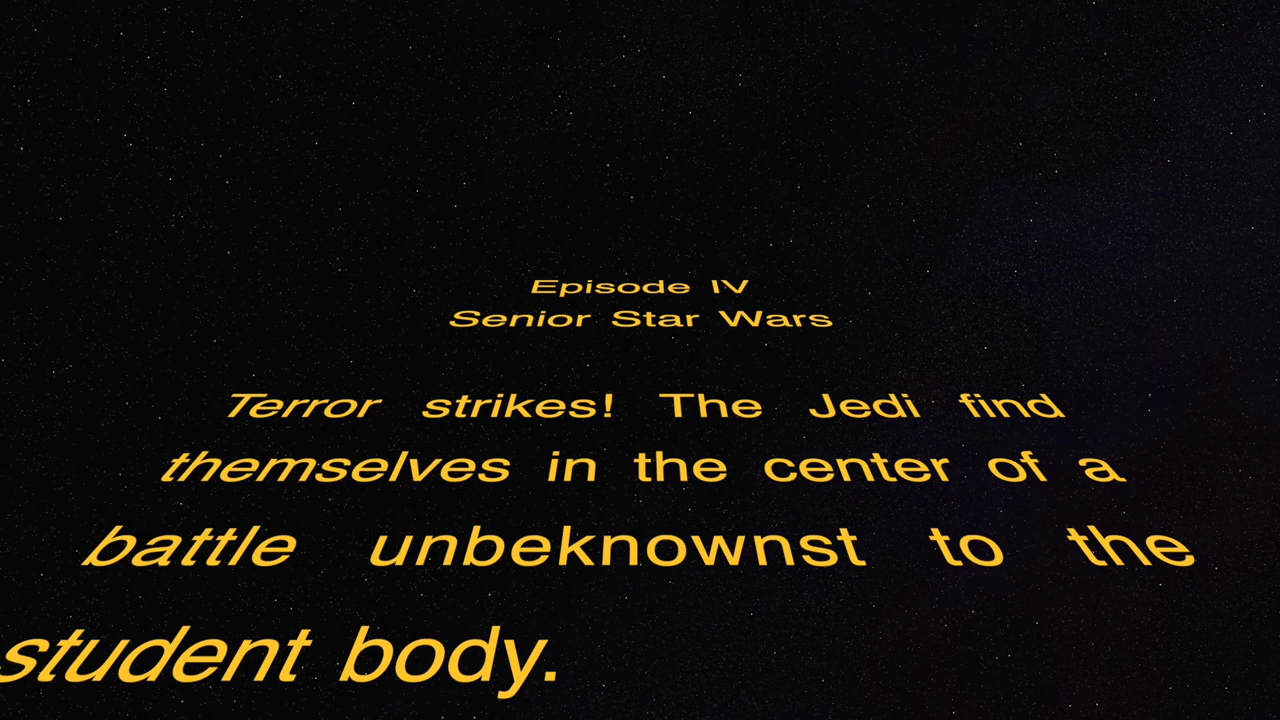 Episode IV
Senior Star Wars
Terror strikes! The Jedi find
themselves in the center of a
battle unbeknownst to the
student body.